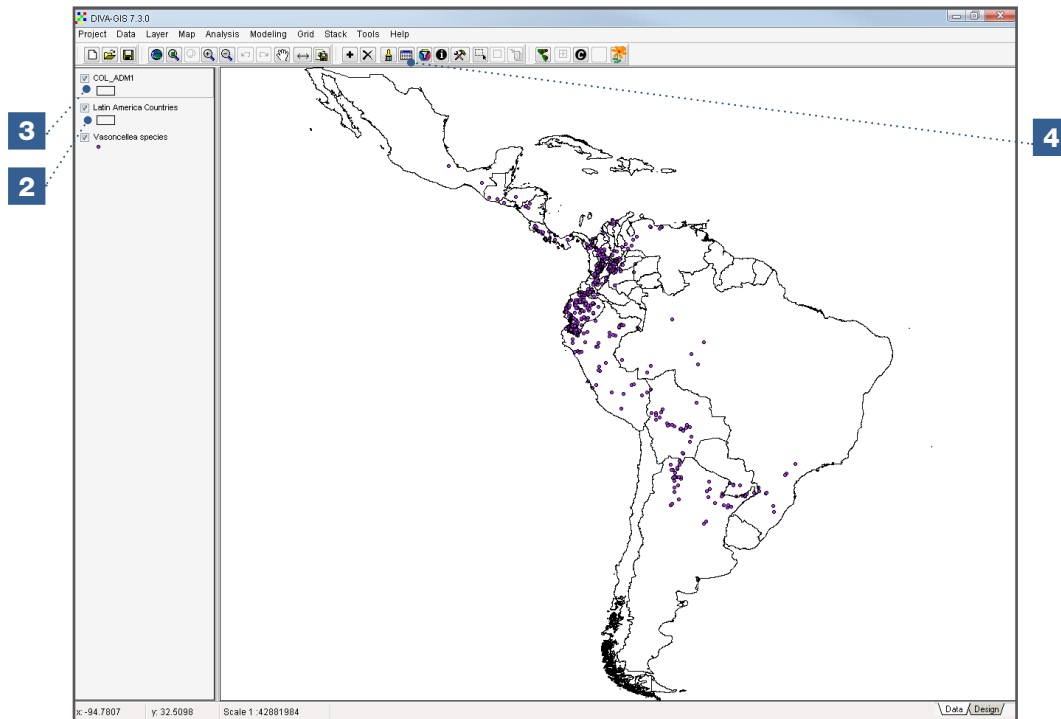 DIVA-GIS 7.3.0
Project Data Layer Map Analysis Modeling Grid Stack Tools Help
COL_ADM1
Latin America Countries
Vasoncellea species
3
2
4
x: -94.7807 y: 32.5098 Scale 1 :42881984
Data Design